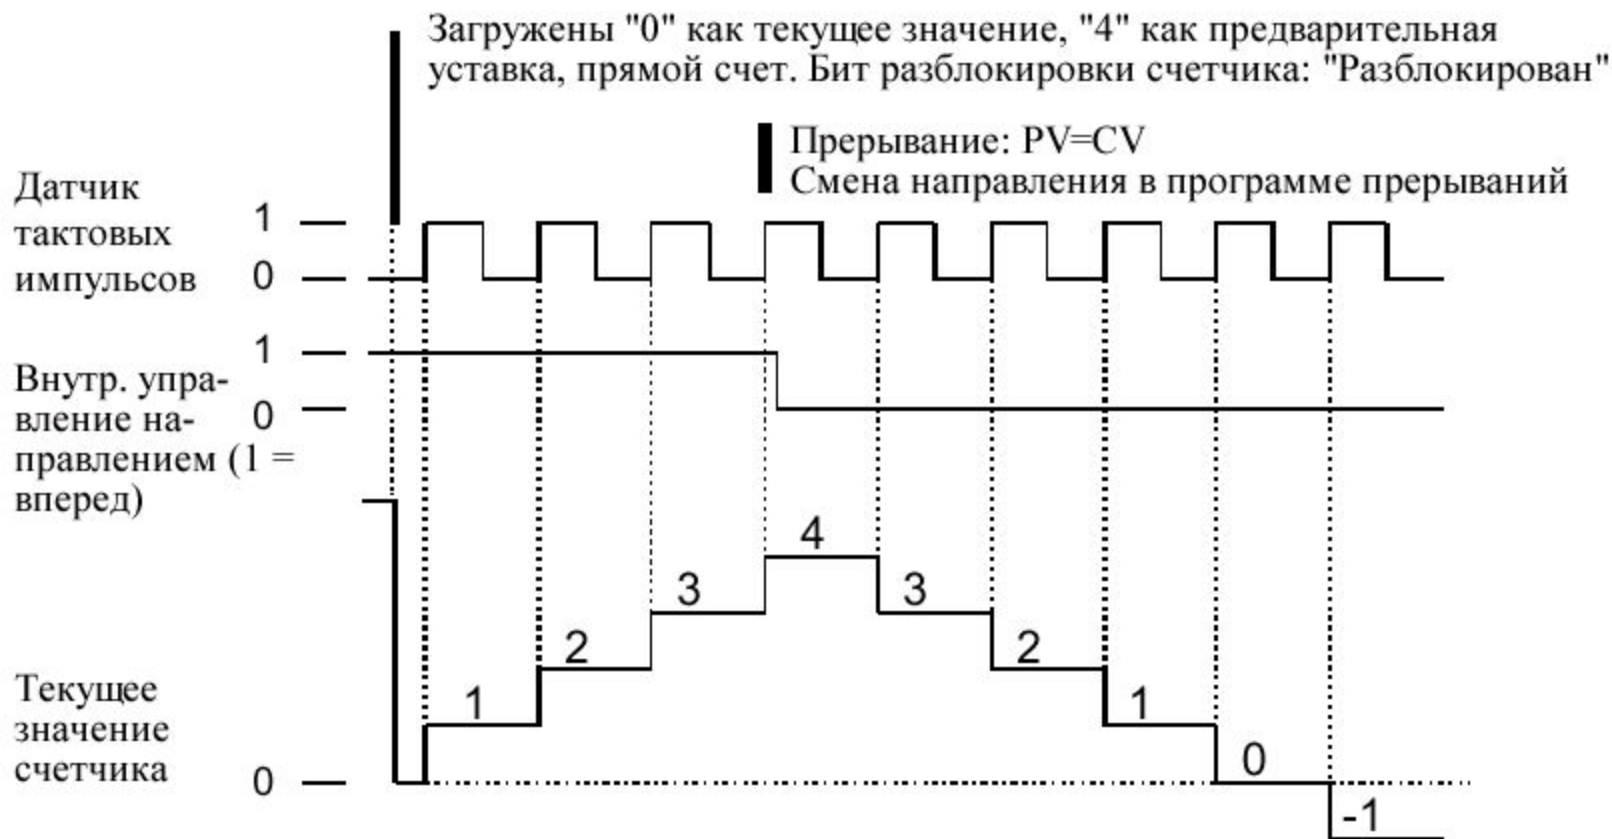 Загружены "0" как текущее значение, "4" как предварительная
уставка, прямой счет. Бит разблокировки счетчика: "Разблокирован"
Прерывание: PV=CV
Смена направления в программе прерываний
Датчик
тактовых
импульсов
1
0
Внутр. упра-
вление на-
правлением (1 =
вперед)
1
0
4
3
3
2
2
1
1
0
-1
Текущее
значение
счетчика
0